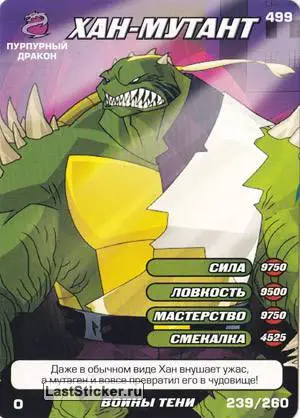 ХАН-МУТАНТ
499
ПУРПУРНЫЙ
ДРАКОН
СИЛА 9750
ЛОВКОСТЬ 9500
МАСТЕРСТВО 9750
СМЕКАЛКА 4525
Даже в обычном виде Хан внушает ужас,
а мутаген и вовсе превратил его в чудовище!
LastSticker.com
0
ВОЙНЫ ТЕНИ
239/260